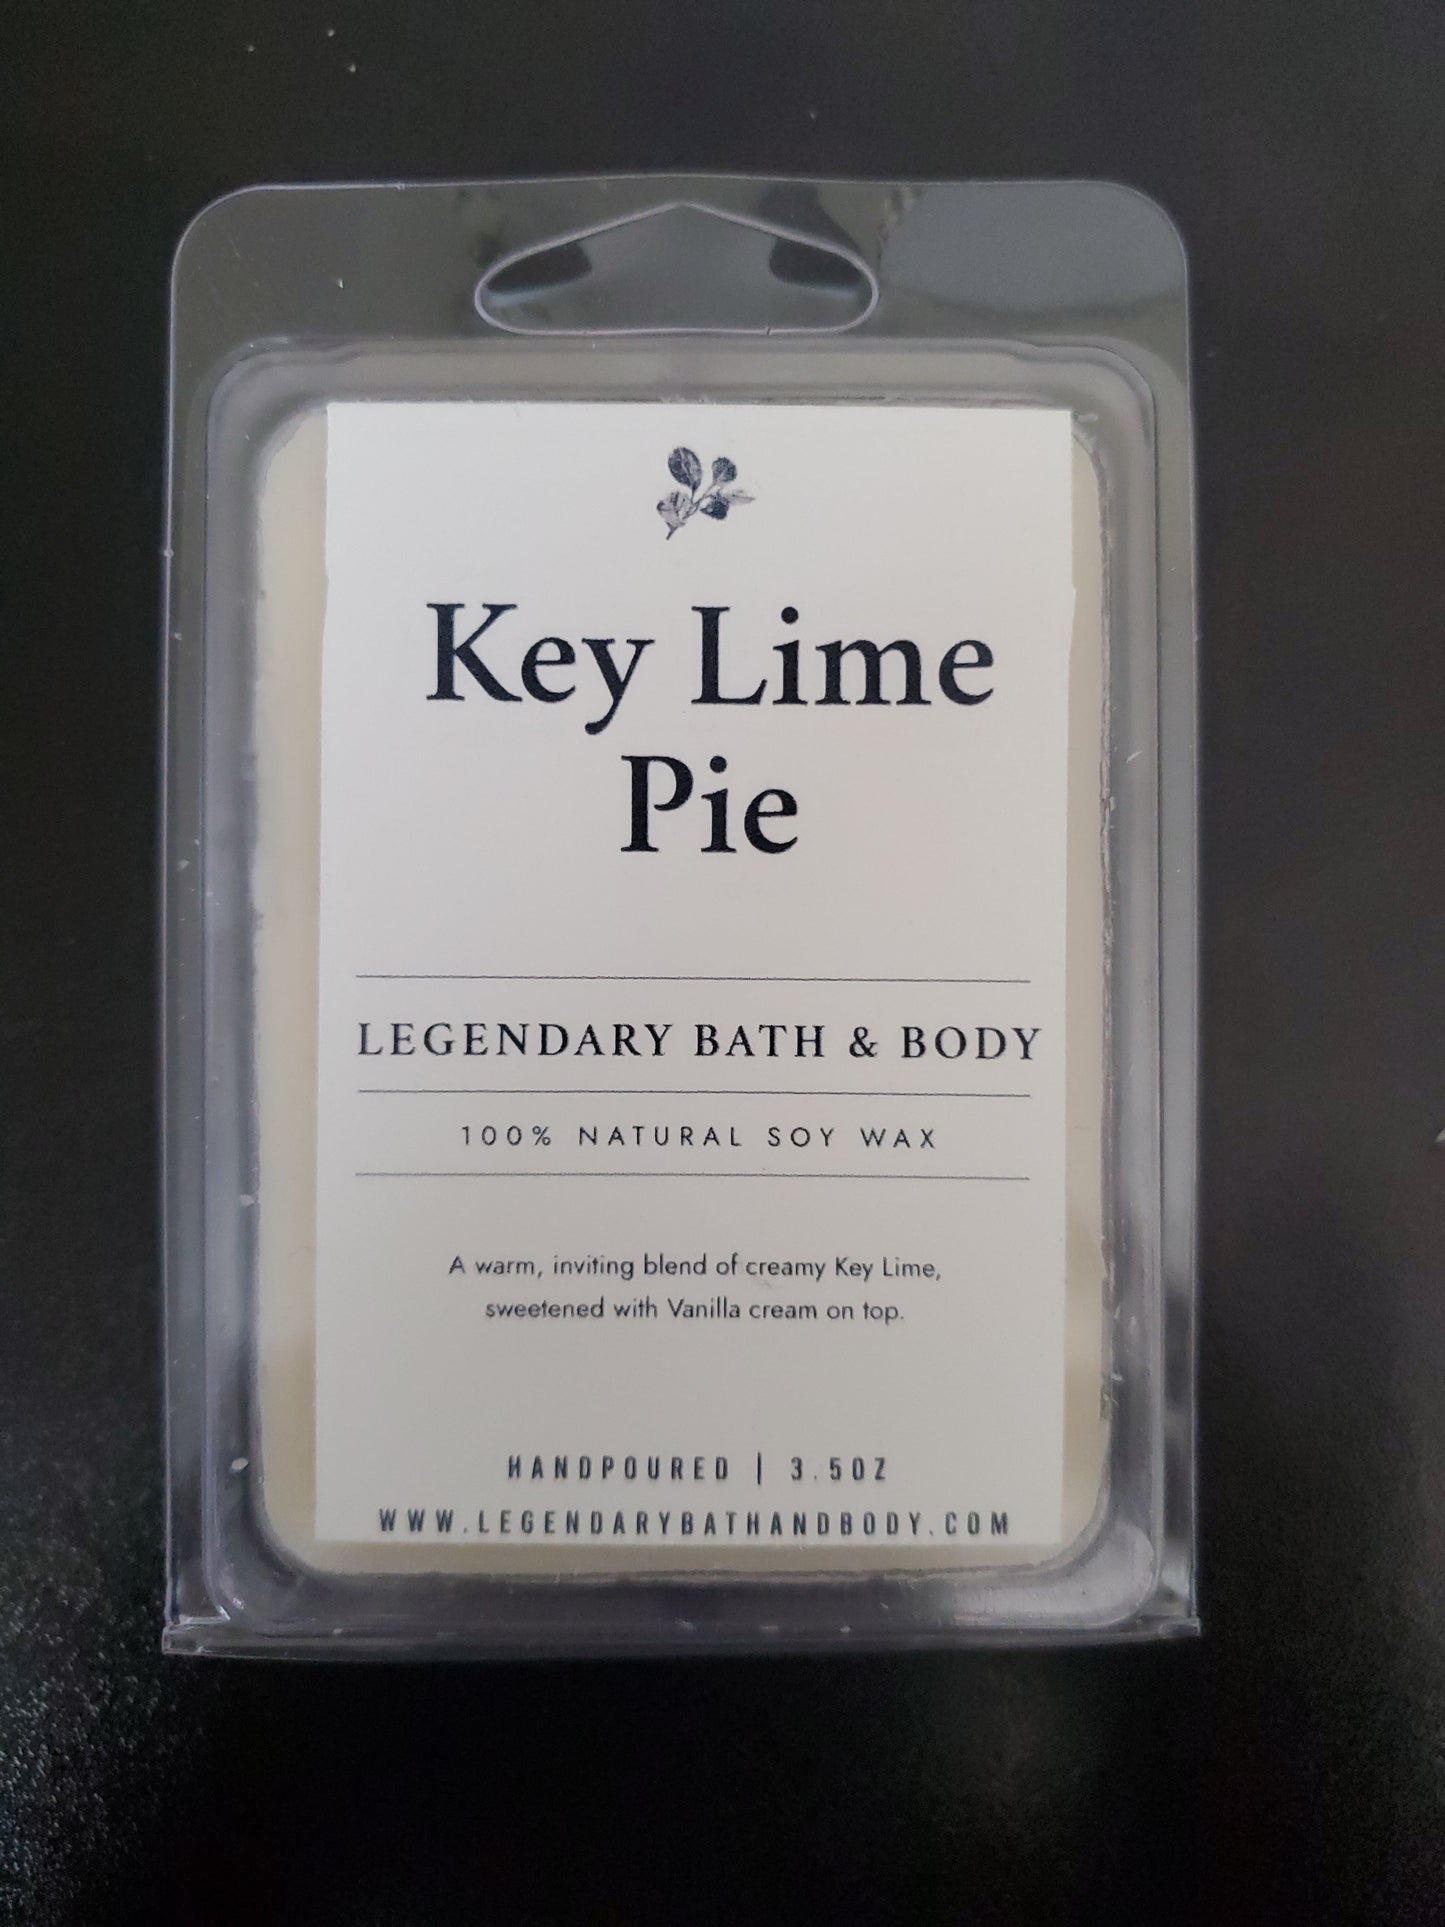 Key Lime
Pie
LEGENDARY BATH & BODY
100% NATURAL SOY WAX
A warm, inviting blend of creamy Key Lime,
sweetened with Vanilla cream on top.
HANDPOURED | 3.5OZ
WWW.LEGENDARYBATHANDBODY.COM